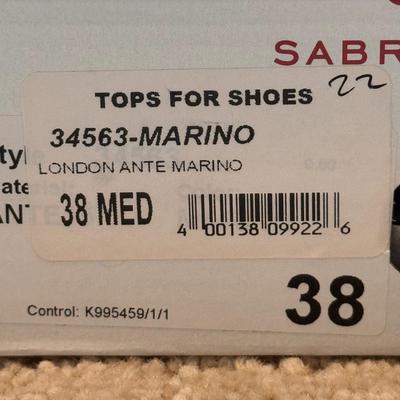 SABR
TOPS FOR SHOES 22
34563-MARINO
LONDON ANTE MARINO
38 MED
4 00138 09922 6
Control: K995459/1/1
38